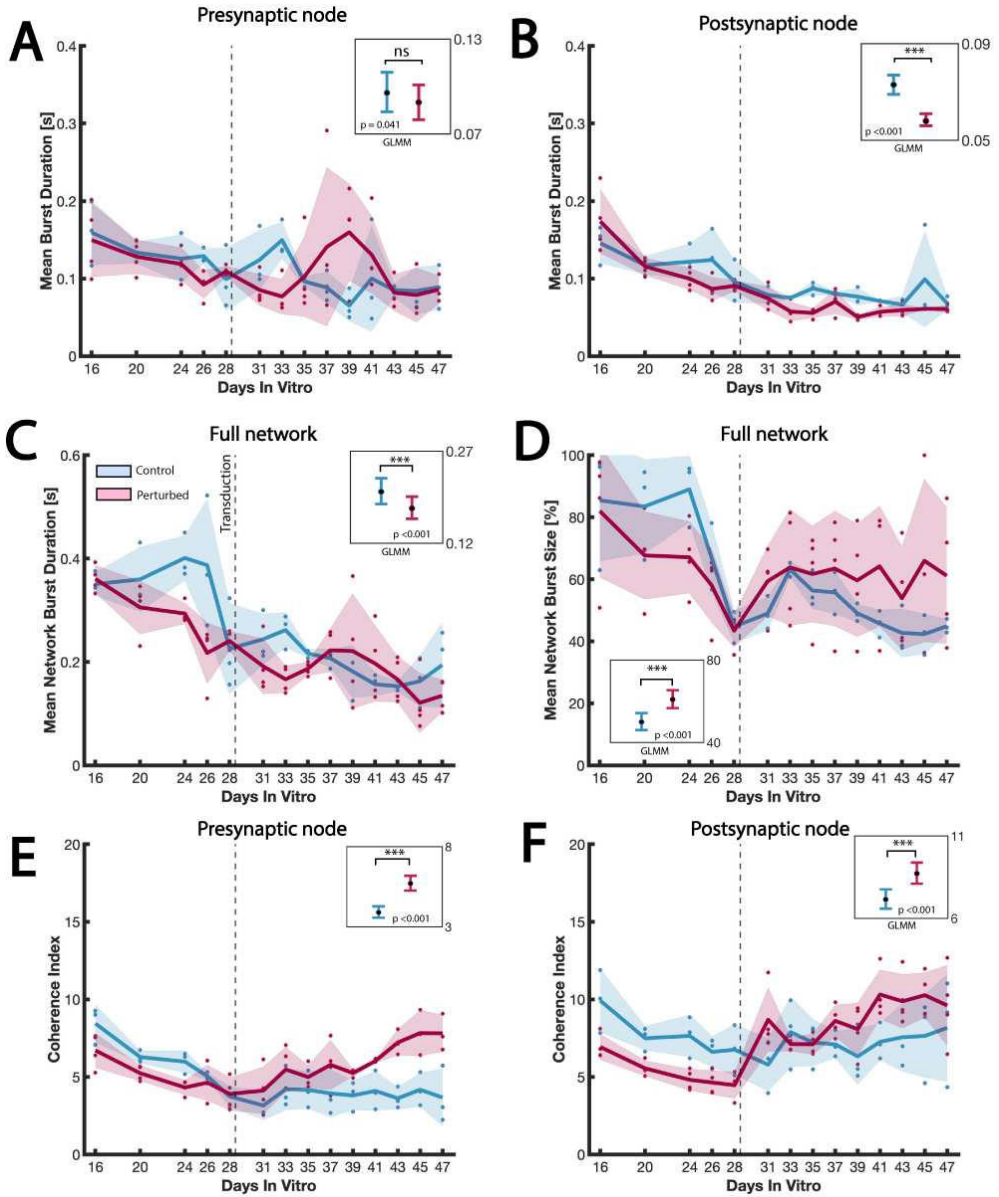 A
Presynaptic node
Mean Burst Duration [s]
0.4
0.3
0.2
0.1
0
16 20 24 26 28 31 33 35 37 39 41 43 45 47
Days In Vitro
ns
p = 0.041
GLMM
0.13
0.07
B
Postsynaptic node
Mean Burst Duration [s]
0.4
0.3
0.2
0.1
0
16 20 24 26 28 31 33 35 37 39 41 43 45 47
Days In Vitro
***
p <0.001
GLMM
0.09
0.05
C
Full network
Mean Network Burst Duration [s]
0.6
0.4
0.2
0
16 20 24 26 28 31 33 35 37 39 41 43 45 47
Days In Vitro
Control
Perturbed
Transduction
***
p <0.001
GLMM
0.27
0.12
D
Full network
Mean Network Burst Size [%]
100
80
60
40
20
0
16 20 24 26 28 31 33 35 37 39 41 43 45 47
Days In Vitro
***
p <0.001
GLMM
80
40
E
Presynaptic node
Coherence Index
20
15
10
5
0
16 20 24 26 28 31 33 35 37 39 41 43 45 47
Days In Vitro
***
p <0.001
GLMM
8
3
F
Postsynaptic node
Coherence Index
20
15
10
5
0
16 20 24 26 28 31 33 35 37 39 41 43 45 47
Days In Vitro
***
p <0.001
GLMM
11
6